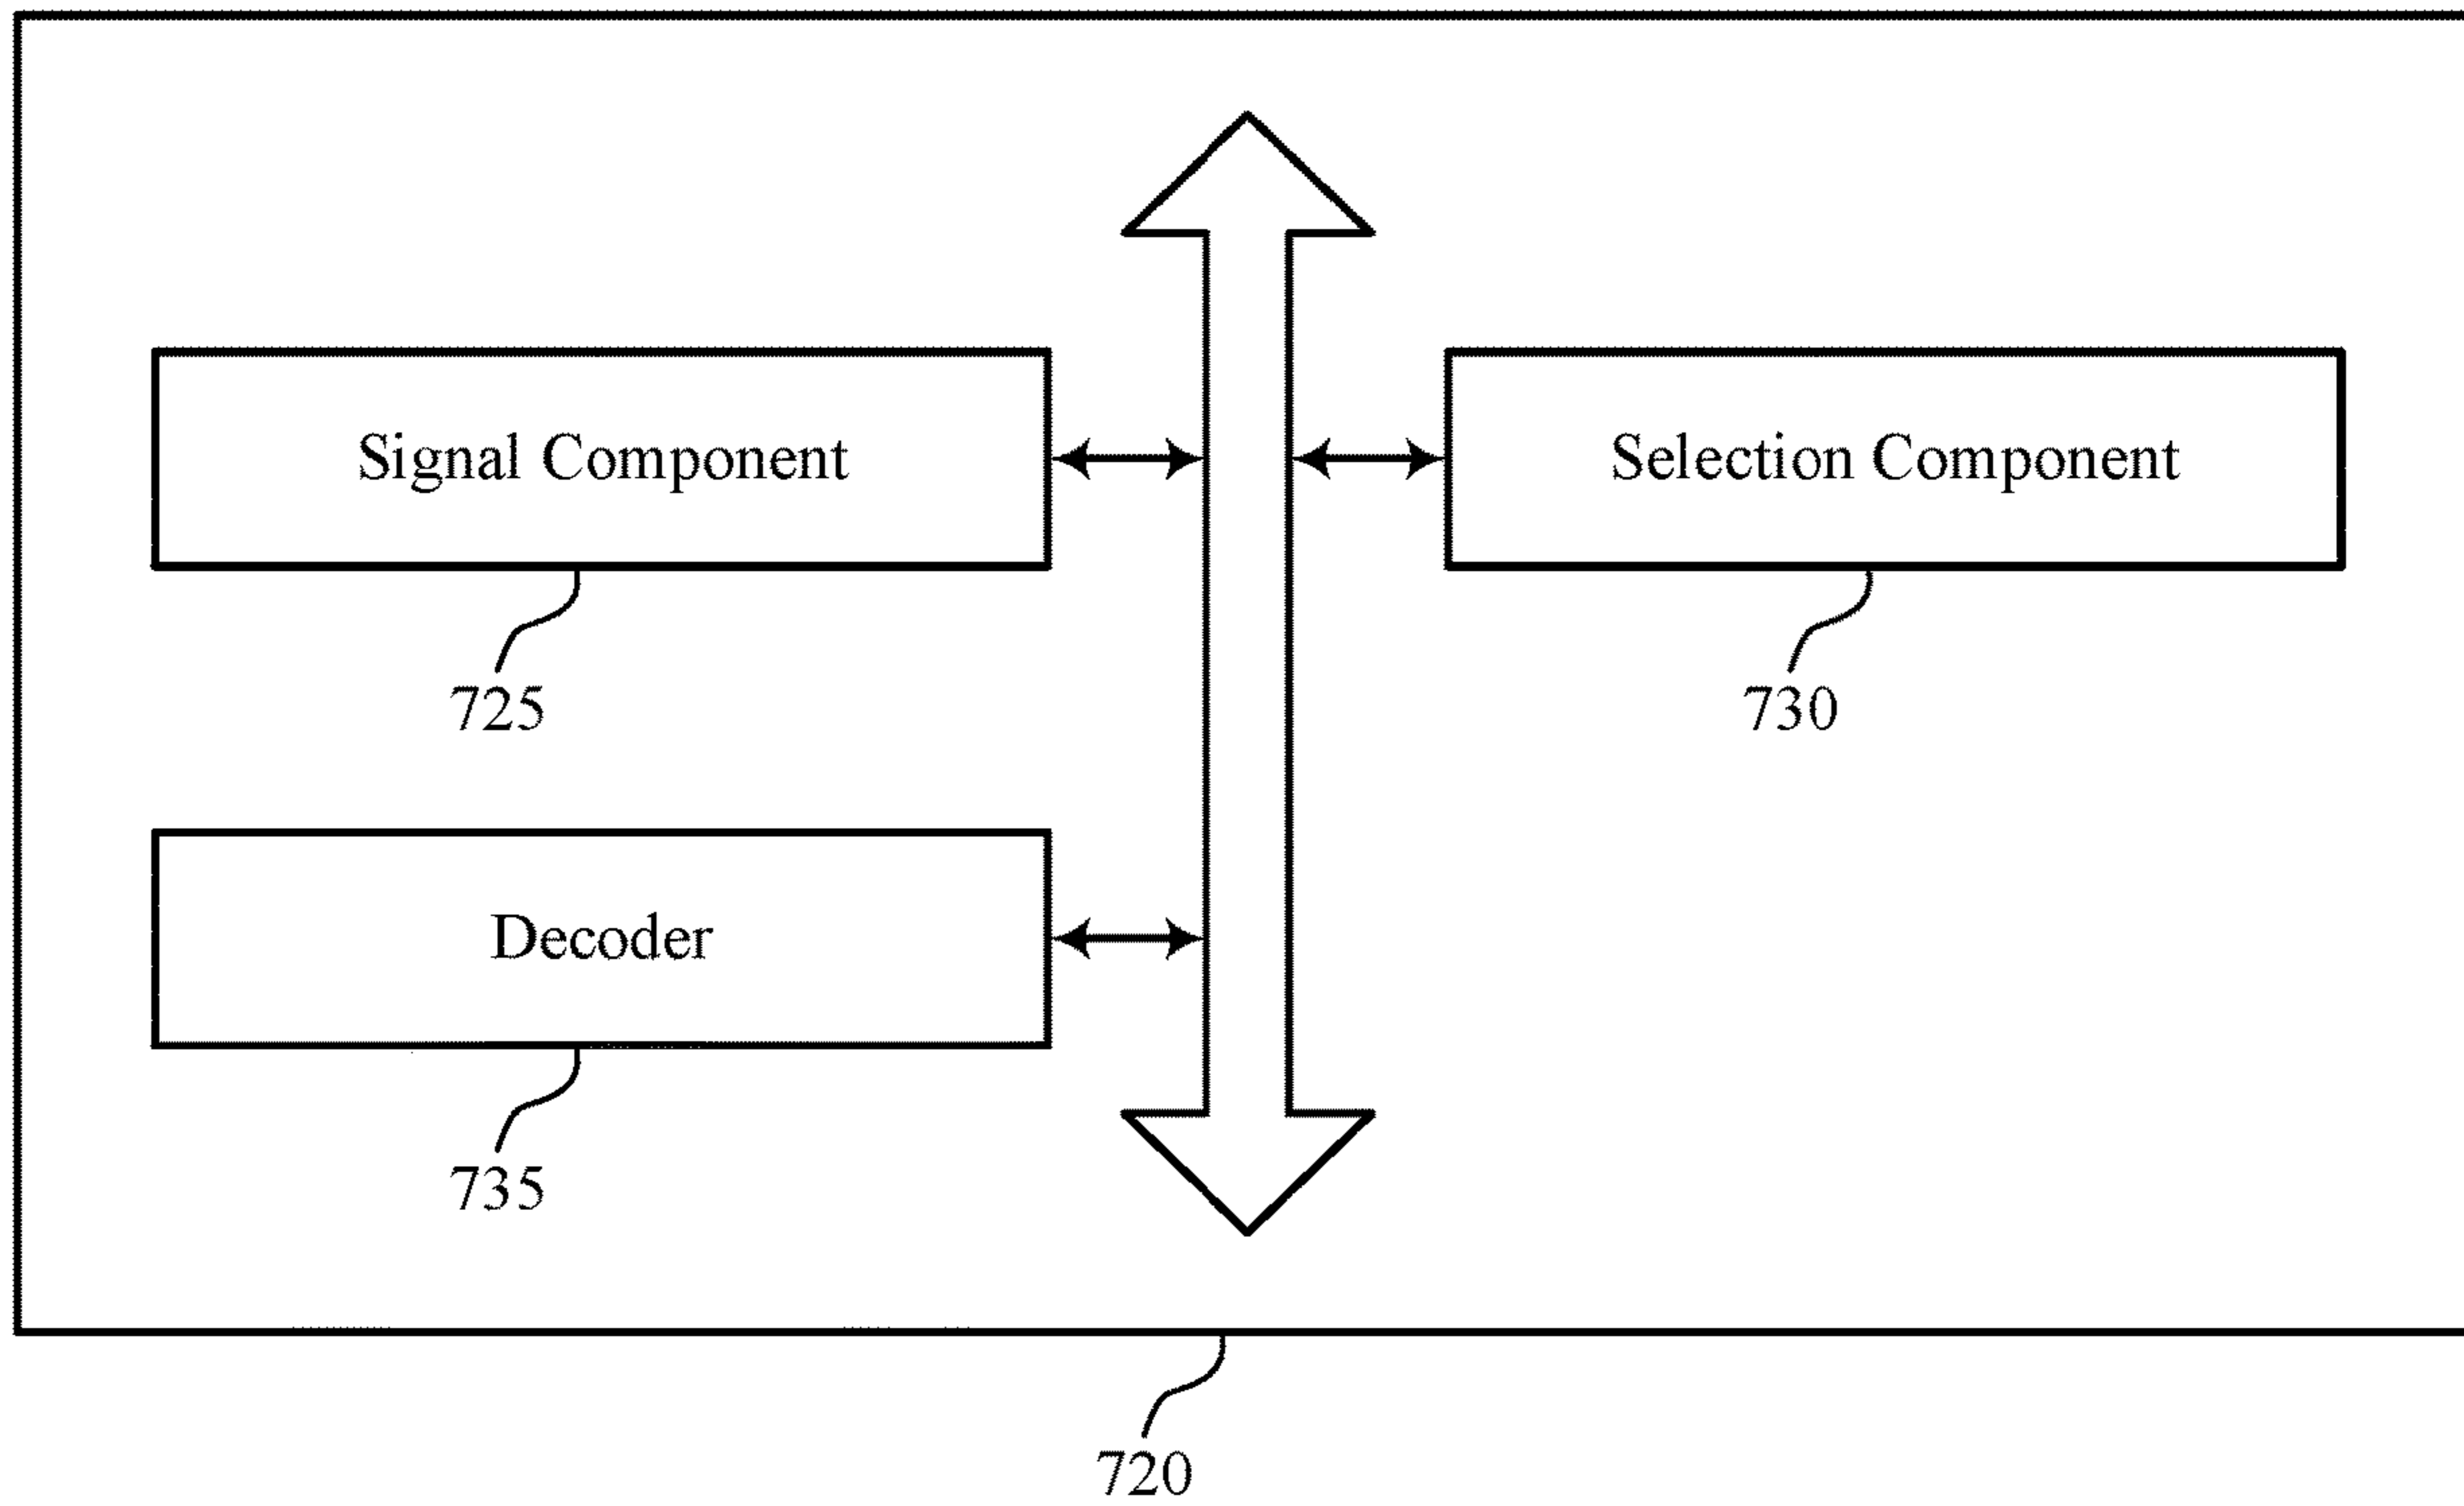 Signal Component
Selection Component
725
730
Decoder
735
720